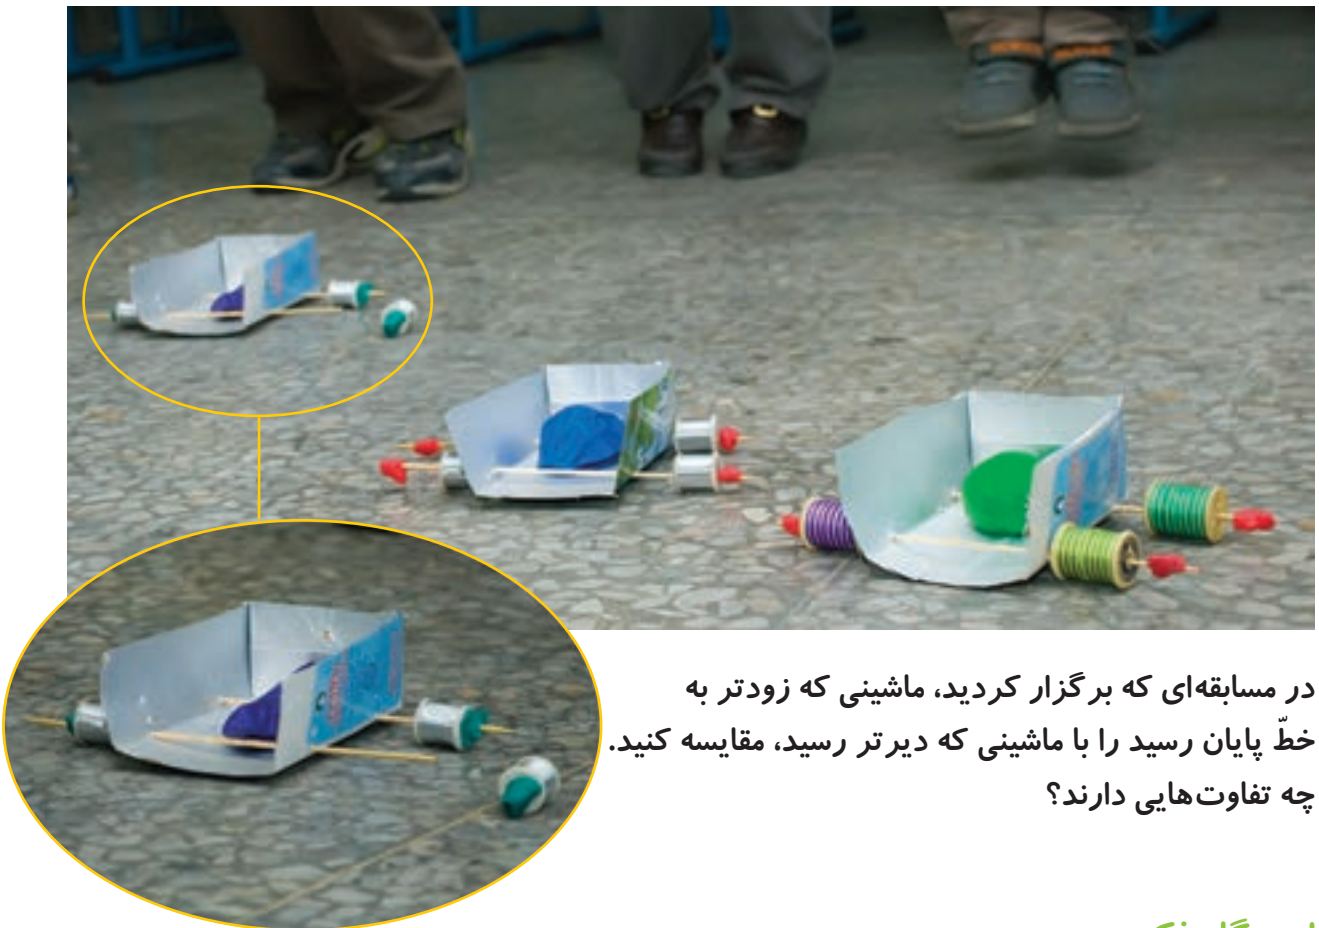 در مسابقه‌ای که برگزار کردید، ماشینی که زودتر به
خطّ پایان رسید را با ماشینی که دیرتر رسید، مقایسه کنید.
چه تفاوت‌هایی دارند؟